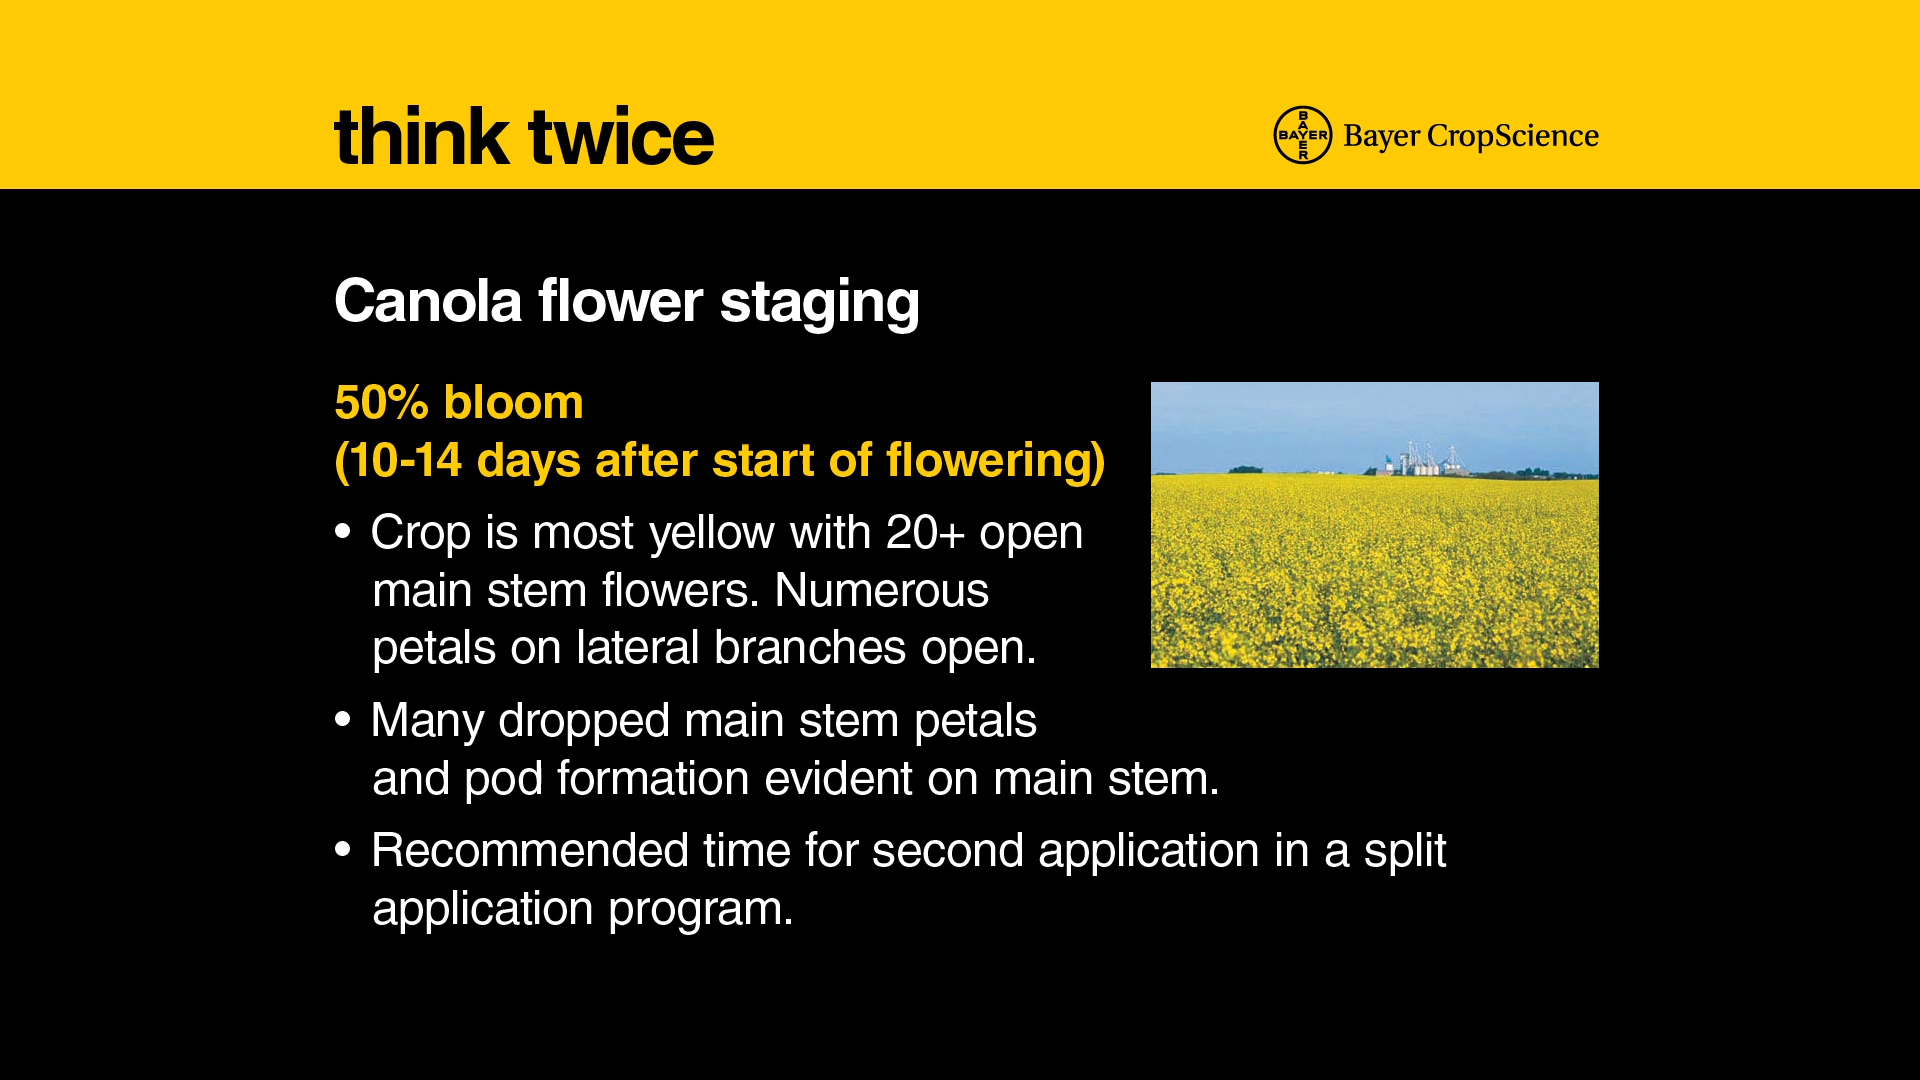 think twice
BAYER
BAYER
Bayer CropScience
Canola flower staging
50% bloom
(10-14 days after start of flowering)
• Crop is most yellow with 20+ open
main stem flowers. Numerous
petals on lateral branches open.
• Many dropped main stem petals
and pod formation evident on main stem.
• Recommended time for second application in a split
application program.